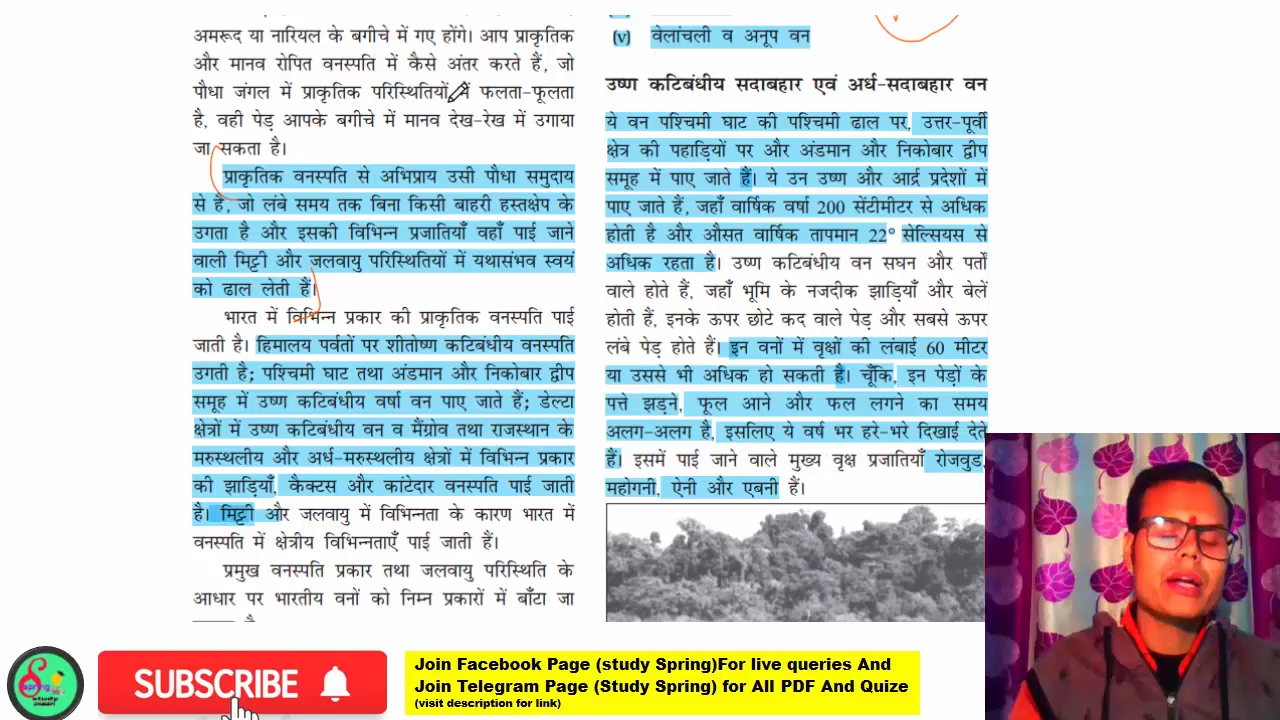 अमरूद या नारियल के बगीचे में गए होंगे। आप प्राकृतिक
और मानव रोपित वनस्पति में कैसे अंतर करते हैं, जो
पौधा जंगल में प्राकृतिक परिस्थितियों में फलता-फूलता
है, वही पेड़ आपके बगीचे में मानव देख-रेख में उगाया
जा सकता है।
प्राकृतिक वनस्पति से अभिप्राय उसी पौधा समुदाय
से है, जो लंबे समय तक बिना किसी बाहरी हस्तक्षेप के
उगता है और इसकी विभिन्न प्रजातियाँ वहाँ पाई जाने
वाली मिट्टी और जलवायु परिस्थितियों में यथासंभव स्वयं
को ढाल लेती हैं।
भारत में विभिन्न प्रकार की प्राकृतिक वनस्पति पाई
जाती है। हिमालय पर्वतों पर शीतोष्ण कटिबंधीय वनस्पति
उगती है; पश्चिमी घाट तथा अंडमान और निकोबार द्वीप
समूह में उष्ण कटिबंधीय वर्षा वन पाए जाते हैं; डेल्टा
क्षेत्रों में उष्ण कटिबंधीय वन व मैंग्रोव तथा राजस्थान के
मरुस्थलीय और अर्ध-मरुस्थलीय क्षेत्रों में विभिन्न प्रकार
की झाड़ियाँ, कैक्टस और कांटेदार वनस्पति पाई जाती
है। मिट्टी और जलवायु में विभिन्नता के कारण भारत में
वनस्पति में क्षेत्रीय विभिन्नताएँ पाई जाती हैं।
प्रमुख वनस्पति प्रकार तथा जलवायु परिस्थिति के
आधार पर भारतीय वनों को निम्न प्रकारों में बाँटा जा
(v) वेलांचली व अनूप वन
उष्ण कटिबंधीय सदाबहार एवं अर्ध-सदाबहार वन
ये वन पश्चिमी घाट की पश्चिमी ढाल पर, उत्तर-पूर्वी
क्षेत्र की पहाड़ियों पर और अंडमान और निकोबार द्वीप
समूह में पाए जाते हैं। ये उन उष्ण और आर्द्र प्रदेशों में
पाए जाते हैं, जहाँ वार्षिक वर्षा 200 सेंटीमीटर से अधिक
होती है और औसत वार्षिक तापमान 22° सेल्सियस से
अधिक रहता है। उष्ण कटिबंधीय वन सघन और पर्तों
वाले होते हैं, जहाँ भूमि के नजदीक झाड़ियाँ और बेलें
होती हैं, इनके ऊपर छोटे कद वाले पेड़ और सबसे ऊपर
लंबे पेड़ होते हैं। इन वनों में वृक्षों की लंबाई 60 मीटर
या उससे भी अधिक हो सकती है। चूँकि, इन पेड़ों के
पत्ते झड़ने, फूल आने और फल लगने का समय
अलग-अलग है, इसलिए ये वर्ष भर हरे-भरे दिखाई देते
हैं। इसमें पाई जाने वाले मुख्य वृक्ष प्रजातियाँ रोजवुड,
महोगनी, ऐनी और एबनी हैं।
SUBSCRIBE
Join Facebook Page (study Spring)For live queries And
Join Telegram Page (Study Spring) for All PDF And Quize
(visit description for link)